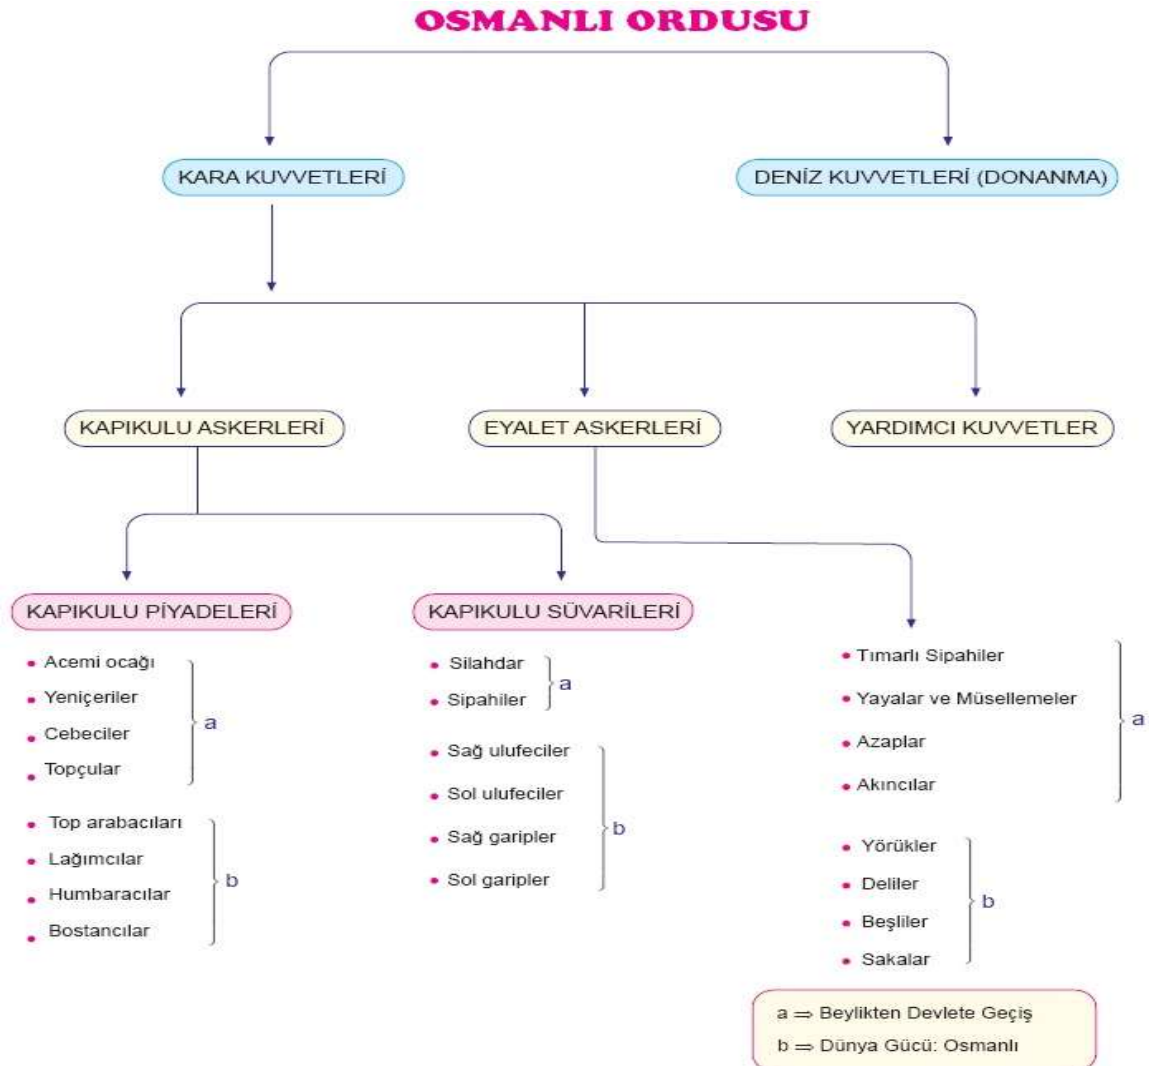 OSMANLI ORDUSU
KARA KUVVETLERİ
DENİZ KUVVETLERİ (DONANMA)
KAPIKULU ASKERLERİ
EYALET ASKERLERİ
YARDIMCI KUVVETLER
KAPIKULU PİYADELERİ
Acemi ocağı
Yeniçeriler
Cebeciler
Topçular
a
Top arabacıları
Lağımcılar
Humbaracılar
Bostancılar
b
KAPIKULU SÜVARİLERİ
Silahdar
Sipahiler
a
Sağ ulufeciler
Sol ulufeciler
Sağ garipler
Sol garipler
b
Tımarlı Sipahiler
Yayalar ve Müsellemeler
Azaplar
Akıncılar
a
Yörükler
Deliler
Beşliler
Sakalar
b
a ⇒ Beylikten Devlete Geçiş
b ⇒ Dünya Gücü: Osmanlı